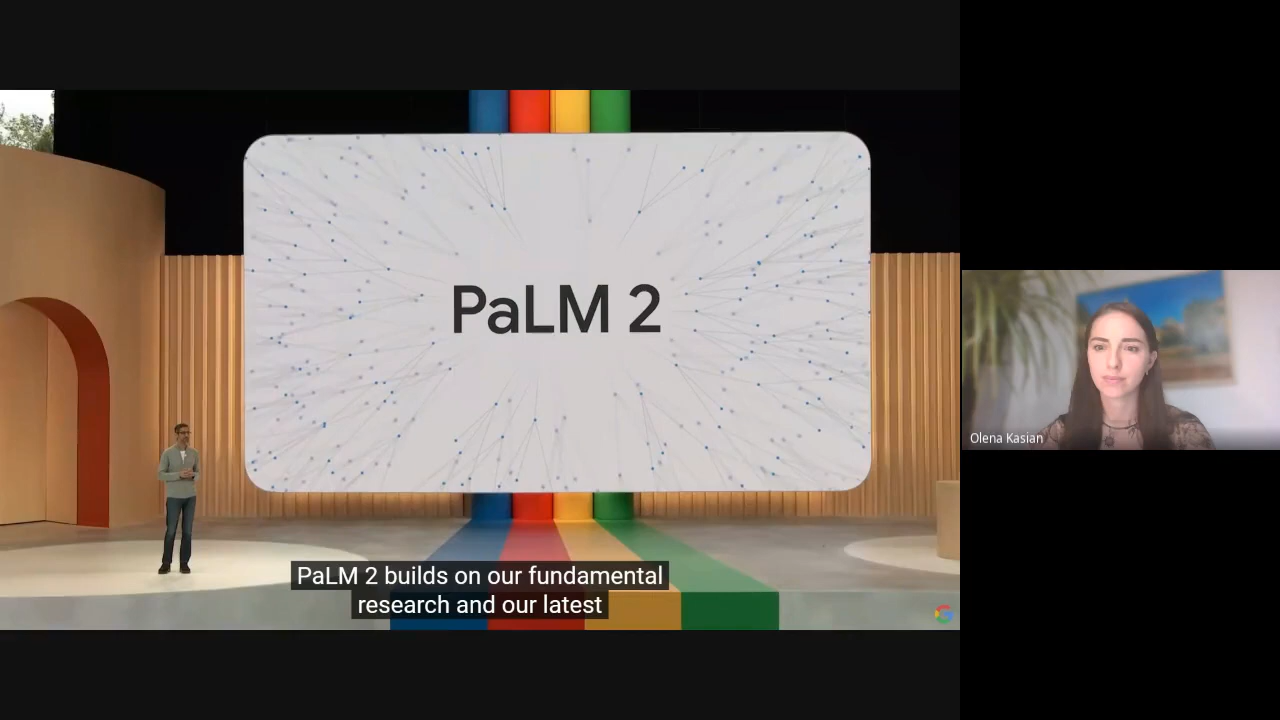 PaLM 2
PaLM 2 builds on our fundamental
research and our latest
Olena Kasian